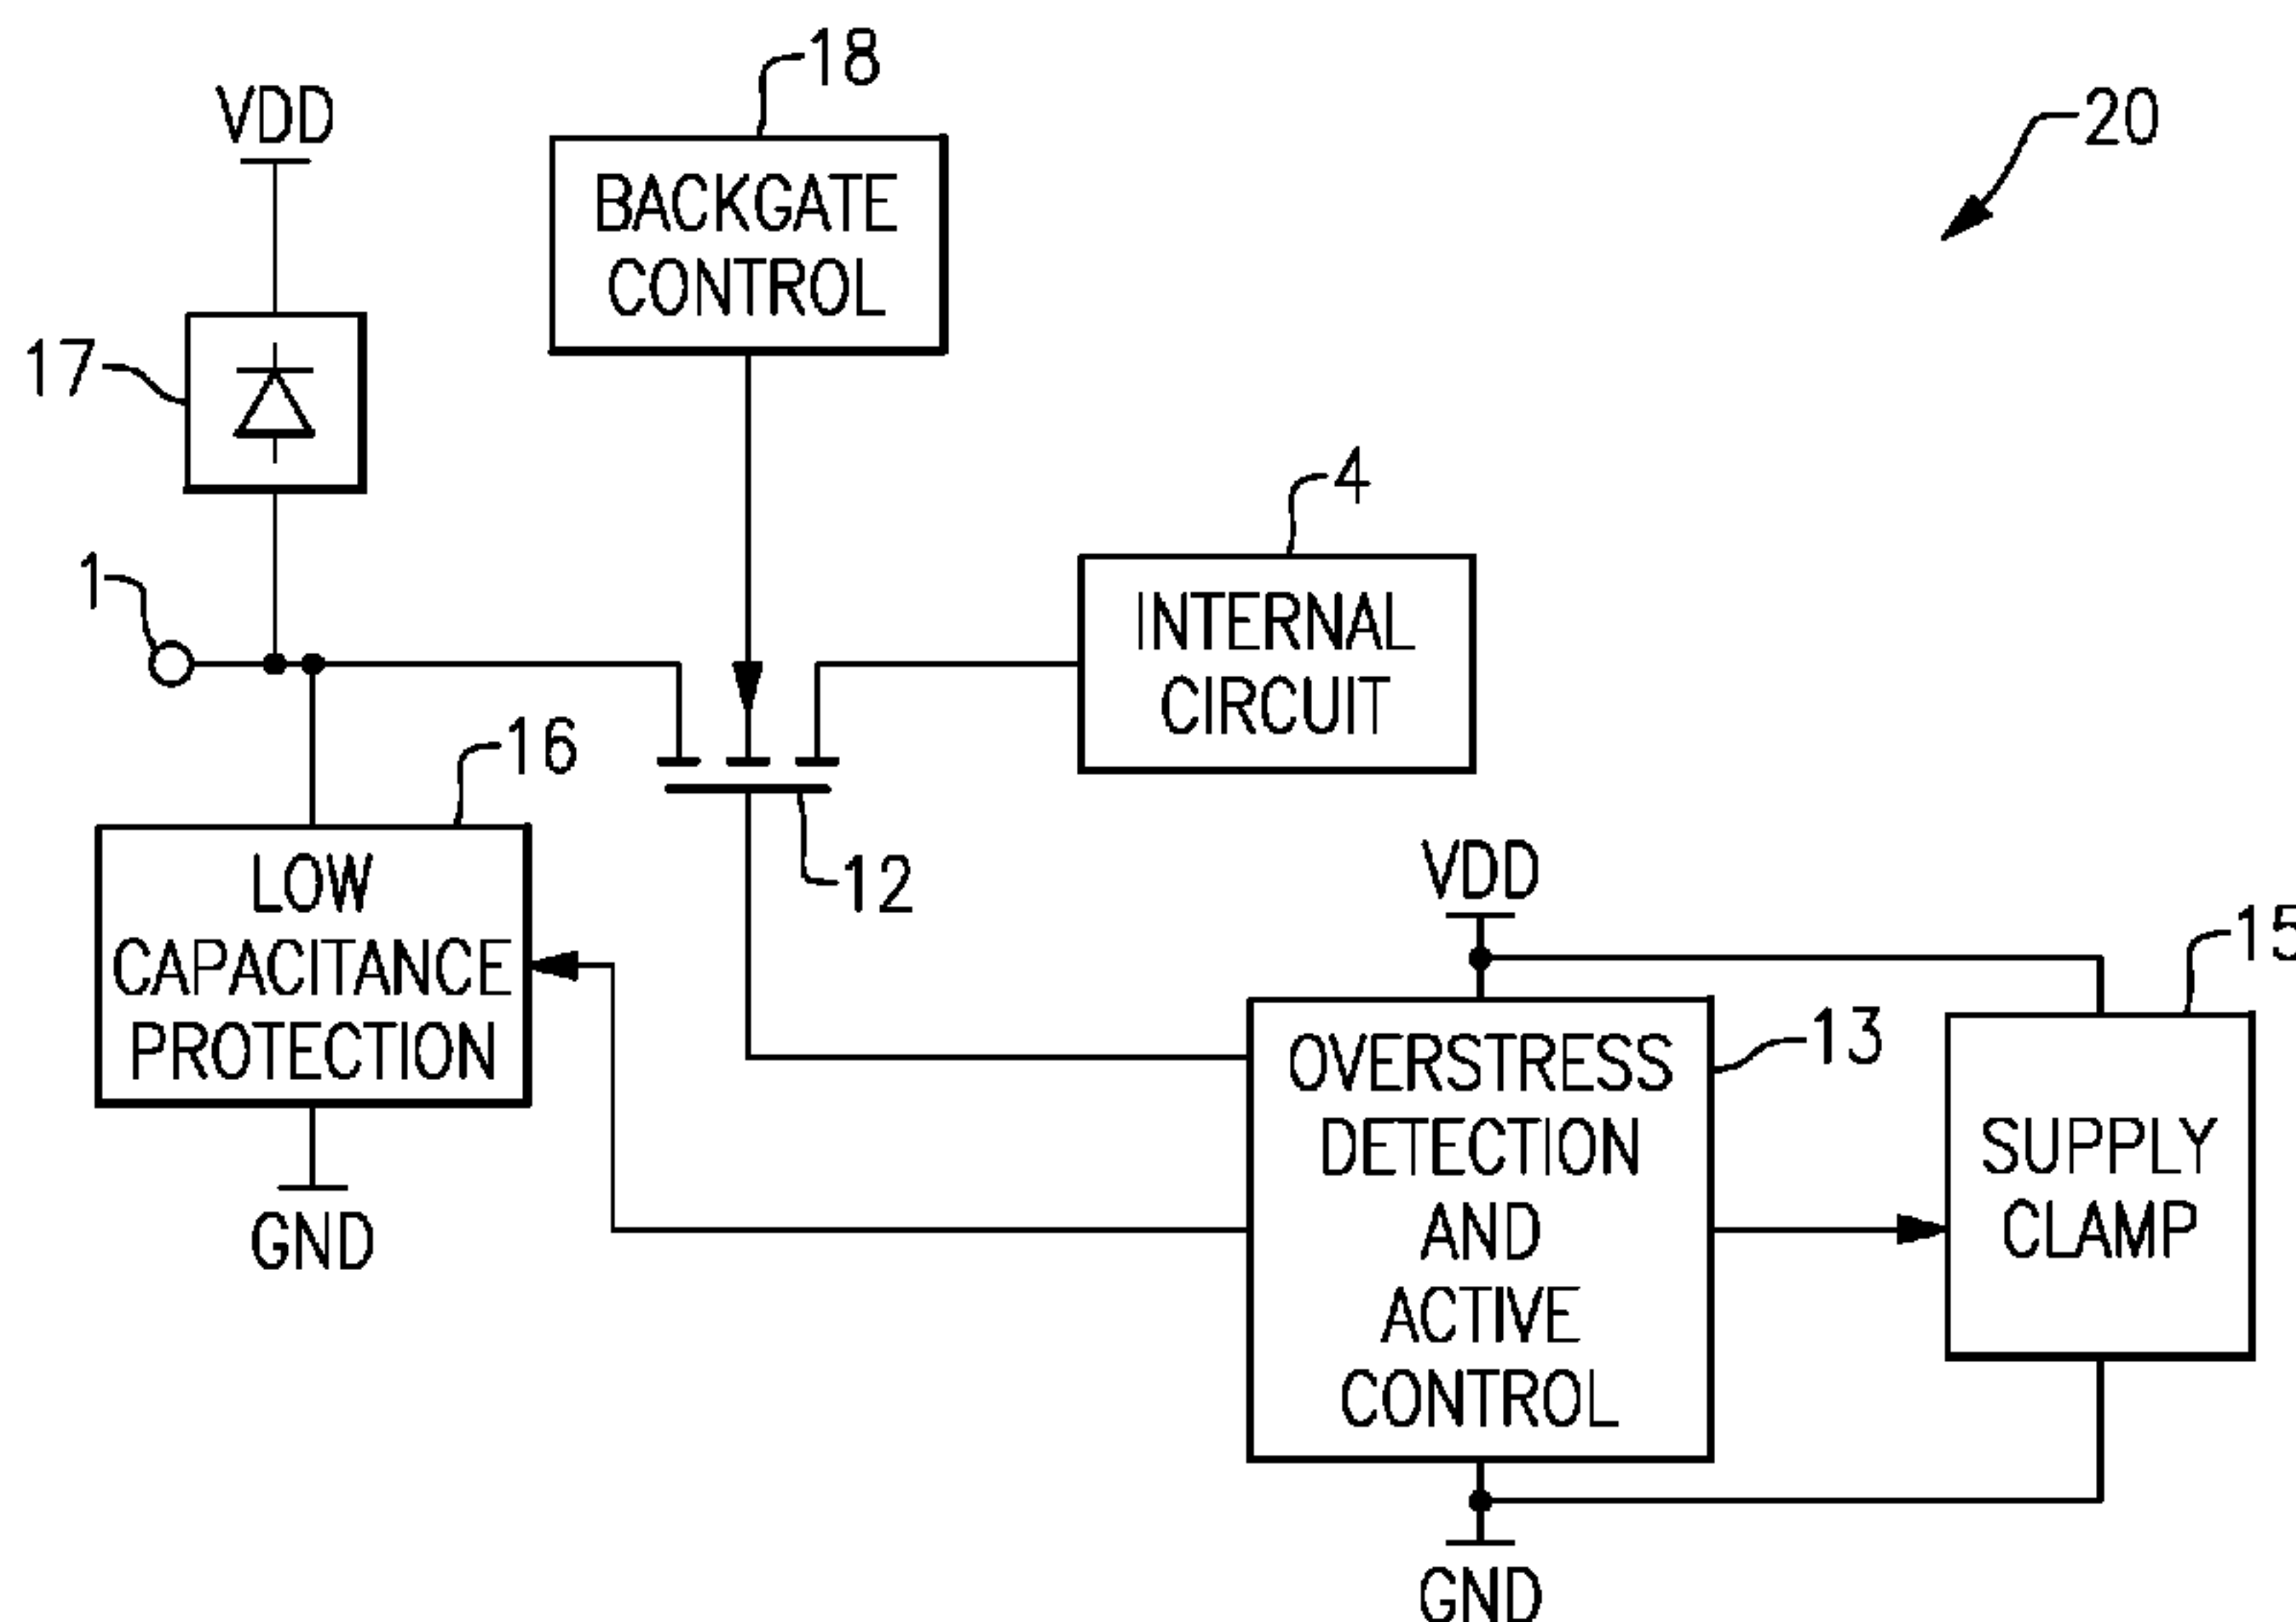 18
VDD
20
BACKGATE
CONTROL
17
4
1
INTERNAL
CIRCUIT
16
12
LOW
CAPACITANCE
PROTECTION
VDD
15
13
OVERSTRESS
DETECTION
AND
ACTIVE
CONTROL
SUPPLY
CLAMP
GND
GND